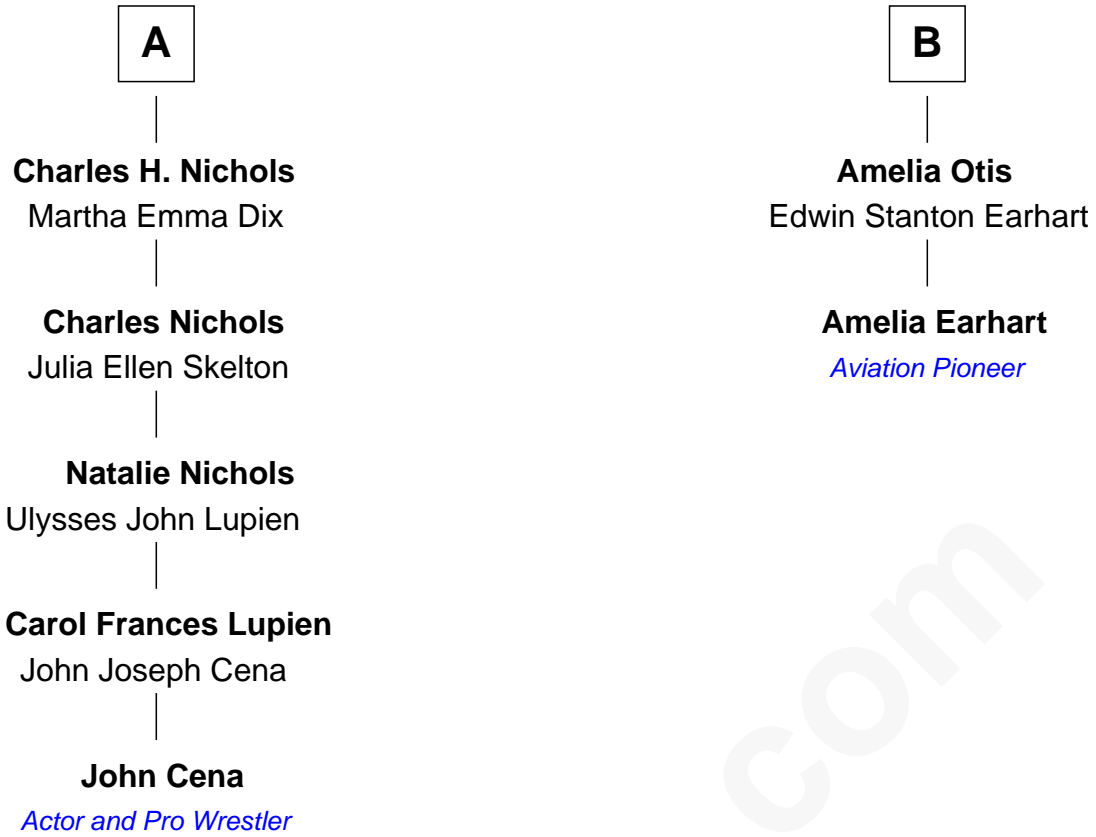 A
Charles H. Nichols
Martha Emma Dix
Charles Nichols
Julia Ellen Skelton
Natalie Nichols
Ulysses John Lupien
Carol Frances Lupien
John Joseph Cena
John Cena
Actor and Pro Wrestler
B
Amelia Otis
Edwin Stanton Earhart
Amelia Earhart
Aviation Pioneer
com